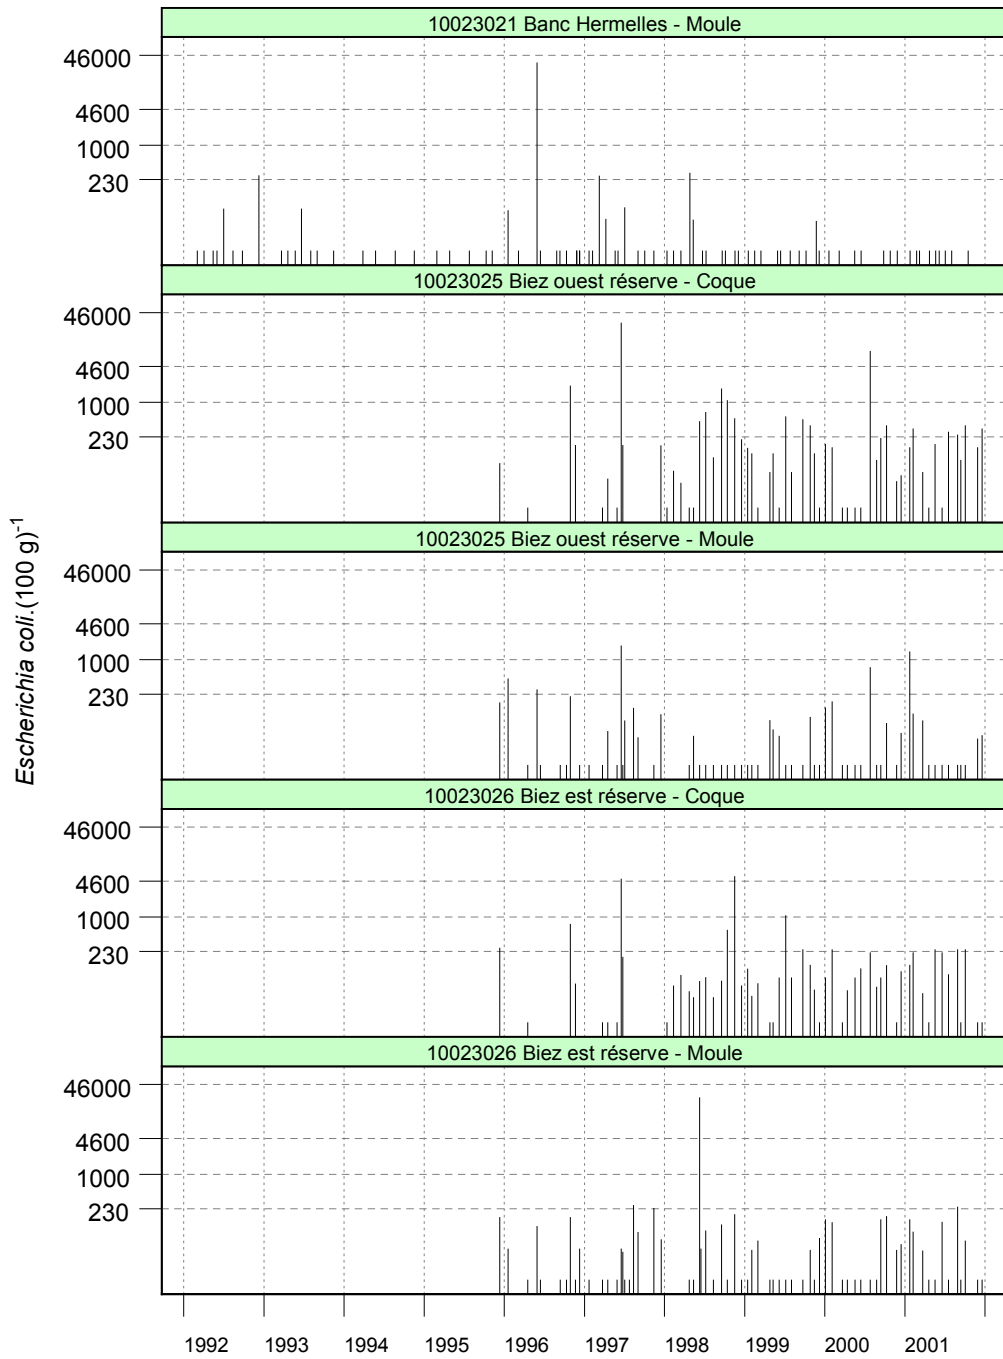 10023021 Banc Hermelles - Moule
46000
4600
1000
230
10023025 Biez ouest réserve - Coque
46000
4600
1000
230
10023025 Biez ouest réserve - Moule
46000
4600
1000
230
10023026 Biez est réserve - Coque
46000
4600
1000
230
10023026 Biez est réserve - Moule
46000
4600
1000
230
Escherichia coli.(100 g)-1
1992 1993 1994 1995 1996 1997 1998 1999 2000 2001